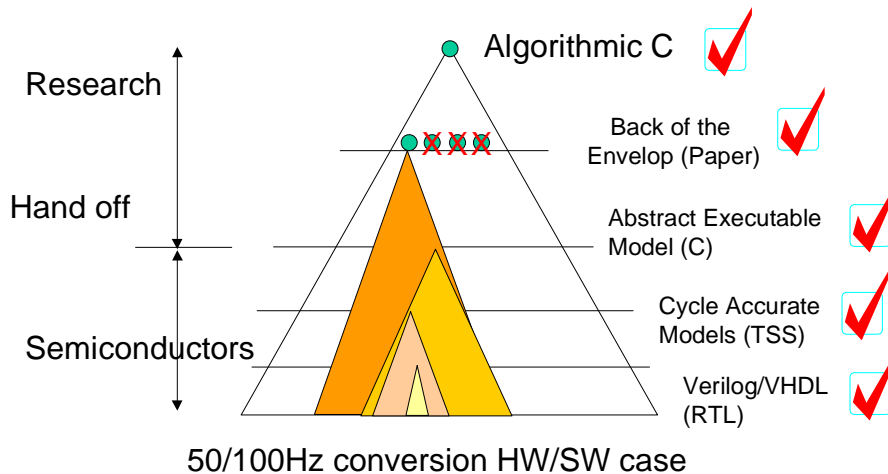 Algorithmic C
Research
Back of the
Envelop (Paper)
Hand off
Abstract Executable
Model (C)
Cycle Accurate
Models (TSS)
Semiconductors
Verilog/VHDL
(RTL)
50/100Hz conversion HW/SW case